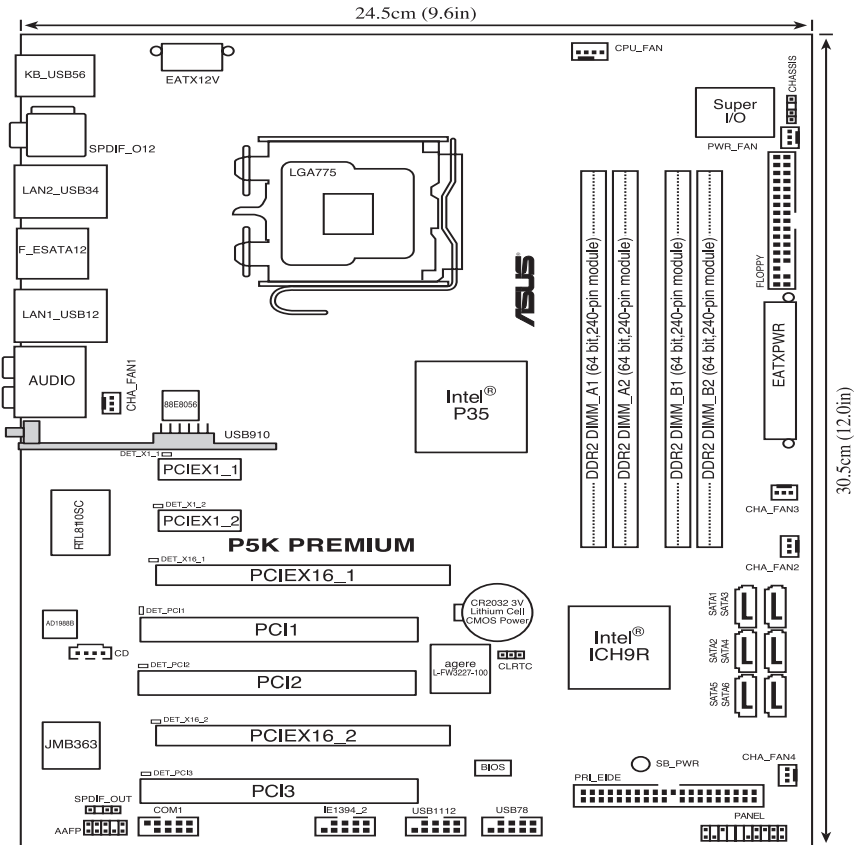 24.5cm (9.6in)
KB_USB56
EATX12V
CPU_FAN
CHASSIS
Super
I/O
PWR_FAN
SPDIF_O12
LGA775
LAN2_USB34
F_ESATA12
LAN1_USB12
FLOPPY
ASUS
DDR2 DIMM_A1 (64 bit,240-pin module)
DDR2 DIMM_A2 (64 bit,240-pin module)
DDR2 DIMM_B1 (64 bit,240-pin module)
DDR2 DIMM_B2 (64 bit,240-pin module)
EATXPWR
30.5cm (12.0in)
AUDIO
CHA_FAN1
88E8056
Intel®
P35
USB910
DET_X1_1
PCIEX1_1
RTL8110SC
DET_X1_2
PCIEX1_2
CHA_FAN3
P5K PREMIUM
DET_X16_1
PCIEX16_1
CHA_FAN2
CR2032 3V
Lithium Cell
CMOS Power
SATA1
SATA3
DET_PCI1
PCI1
AD1988B
CD
Intel®
ICH9R
SATA2
SATA4
CLRTC
agere
L-FW3227-100
DET_PCI2
PCI2
SATA5
SATA6
DET_X16_2
PCIEX16_2
JMB363
BIOS
SB_PWR
CHA_FAN4
DET_PCI3
PCI3
PRI_EIDE
SPDIF_OUT
AAFP
COM1
IE1394_2
USB1112
USB78
PANEL